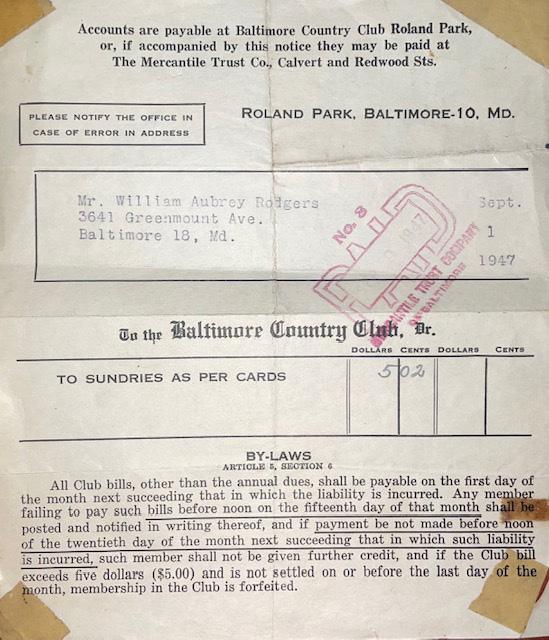 Accounts are payable at Baltimore Country Club Roland Park,
or, if accompanied by this notice they may be paid at
The Mercantile Trust Co., Calvert and Redwood Sts.
PLEASE NOTIFY THE OFFICE IN
CASE OF ERROR IN ADDRESS
ROLAND PARK, BALTIMORE-10, MD.
Mr. William Aubrey Rodgers
3641 Greenmount Ave.
Baltimore 18, Md.
Sept.
1
1947
No. 8
PAID
1947
MERCANTILE TRUST COMPANY
OF BALTIMORE
To the Baltimore Country Club, Dr.
DOLLARS CENTS DOLLARS CENTS
TO SUNDRIES AS PER CARDS 5 02
BY-LAWS
ARTICLE 5, SECTION 6
All Club bills, other than the annual dues, shall be payable on the first day of
the month next succeeding that in which the liability is incurred. Any member
failing to pay such bills before noon on the fifteenth day of that month shall be
posted and notified in writing thereof, and if payment be not made before noon
of the twentieth day of the month next succeeding that in which such liability
is incurred, such member shall not be given further credit, and if the Club bill
exceeds five dollars ($5.00) and is not settled on or before the last day of the
month, membership in the Club is forfeited.